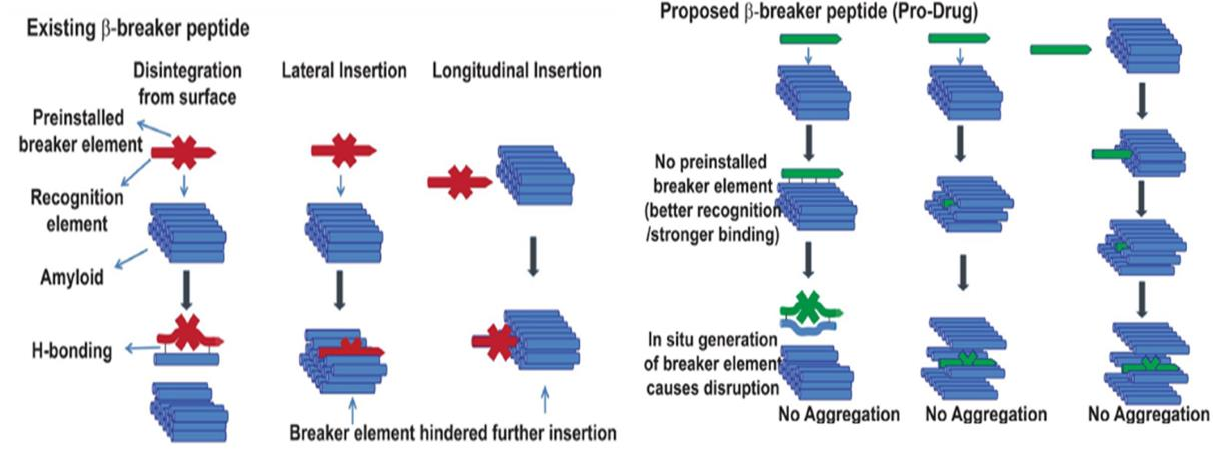 Existing β-breaker peptide
Disintegration
from surface
Lateral Insertion
Longitudinal Insertion
Preinstalled
breaker element
Recognition
element
Amyloid
H-bonding
Breaker element hindered further insertion
Proposed β-breaker peptide (Pro-Drug)
No preinstalled
breaker element
(better recognition
/stronger binding)
In situ generation
of breaker element
causes disruption
No Aggregation
No Aggregation
No Aggregation